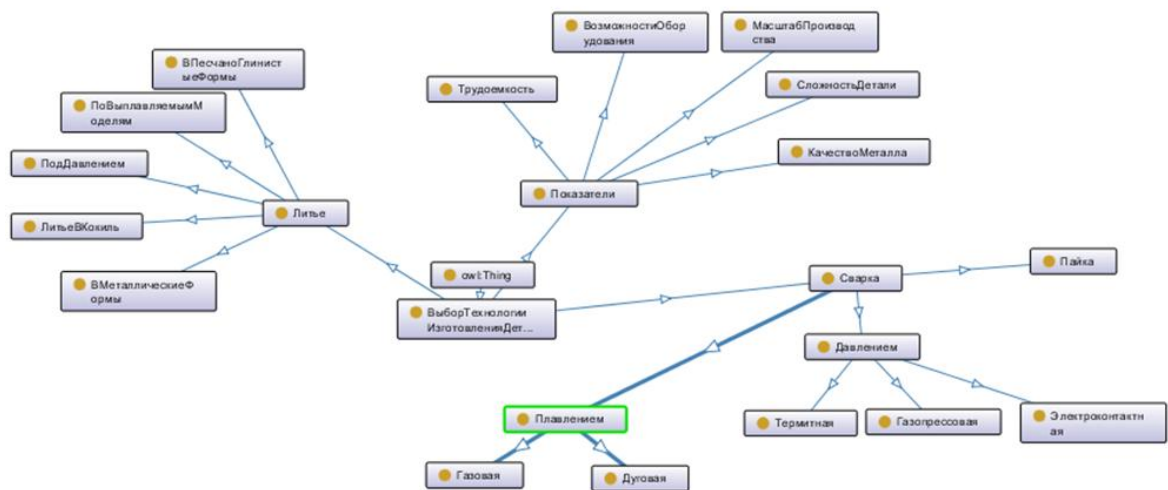 ВозможностиОбор
удования
МасштабПроизвод
ства
ВПесчаноГлинист
ыеФормы
Трудоемкость
СложностьДетали
ПоВыплавляемымМ
оделям
КачествоМеталла
ПодДавлением
Показатели
Литье
ЛитьеВКокиль
Пайка
owl:Thing
Сварка
ВМеталлическиеФ
ормы
ВыборТехнологии
ИзготовленияДет...
Давлением
Плавлением
Термитная
Газопрессовая
Электроконтактн
ая
Газовая
Дуговая